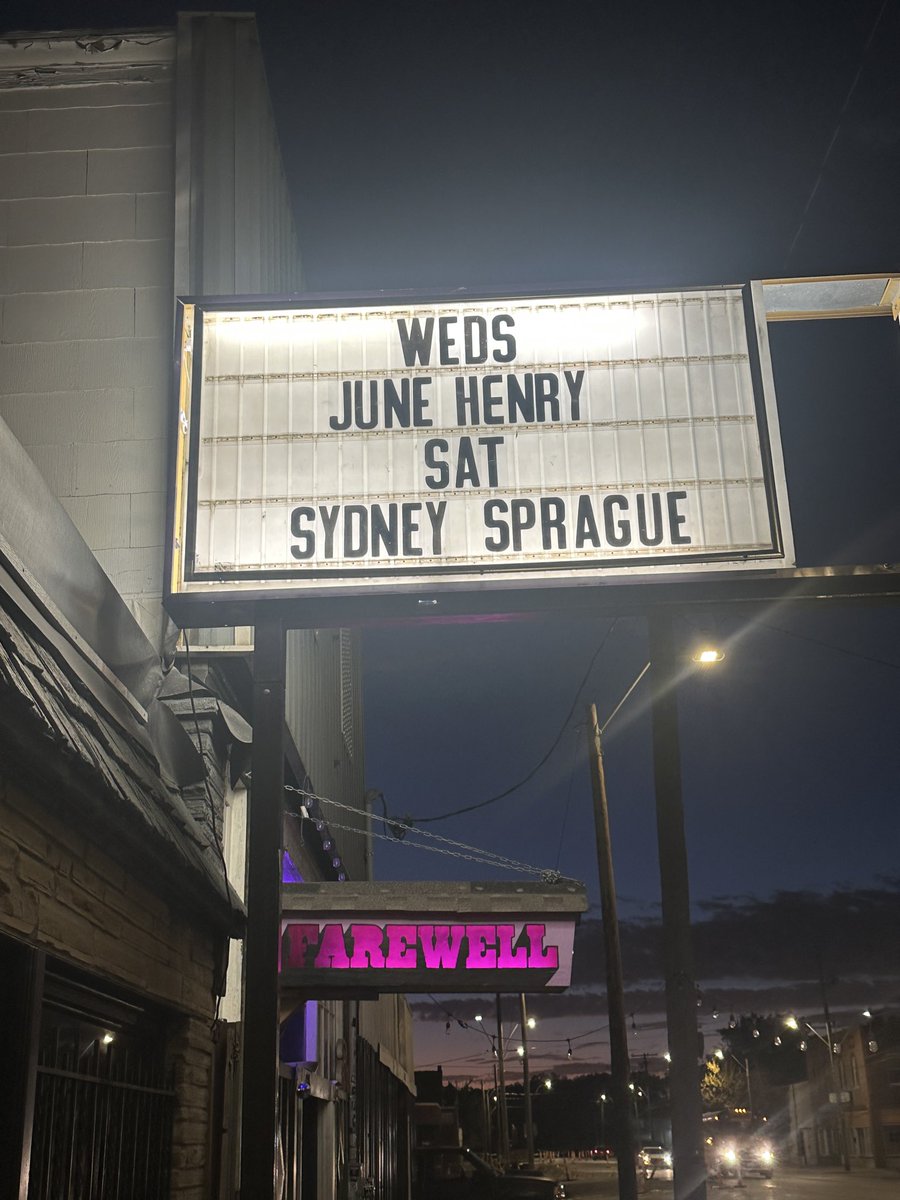 WEDS
JUNE HENRY
SAT
SYDNEY SPRAGUE
FAREWELL